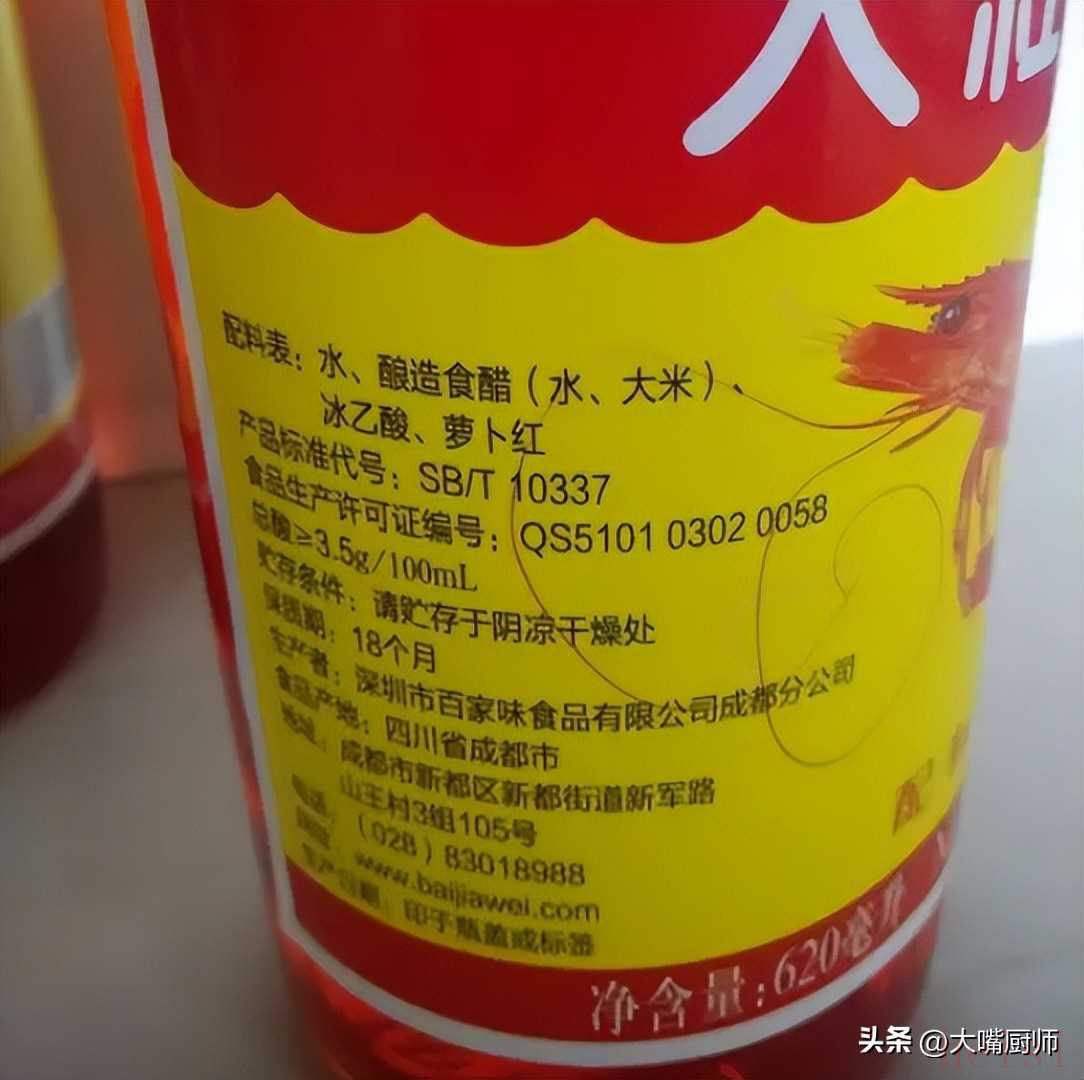 大
配料表：水、酿造食醋（水、大米）、
冰乙酸、萝卜红
产品标准代号：SB/T 10337
食品生产许可证编号：QS5101 0302 0058
总酸≥3.5g/100mL
贮存条件：请贮存于阴凉干燥处
保质期：18个月
生产者：深圳市百家味食品有限公司成都分公司
食品产地：四川省成都市
地址：成都市新都区新都街道新军路
山王村3组105号
电话：（028）83018988
网址：www.baijiawei.com
生产日期：印于瓶盖或标签
配
净含量:620毫升
头条 @大嘴厨师